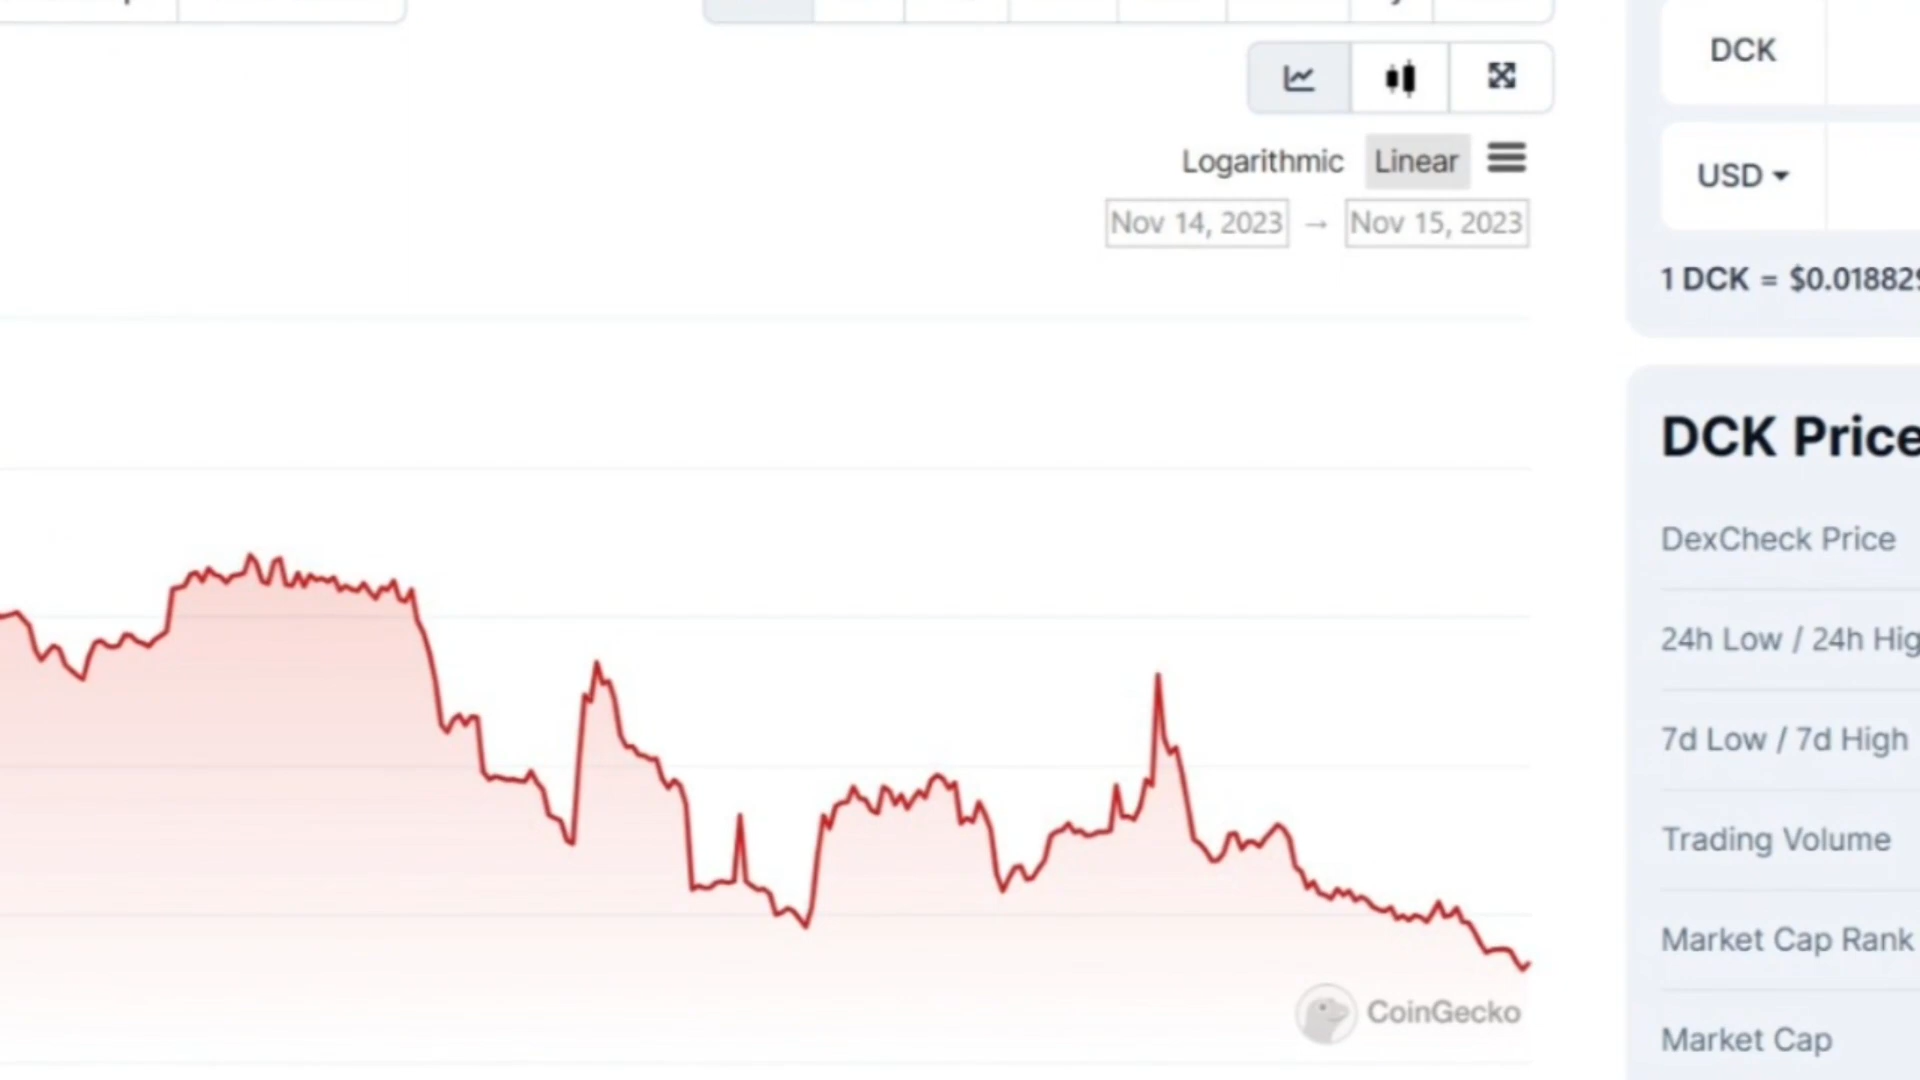 Logarithmic Linear
Nov 14, 2023 → Nov 15, 2023
CoinGecko
DCK
USD
1 DCK = $0.018829
DCK Price
DexCheck Price
24h Low / 24h Hig
7d Low / 7d High
Trading Volume
Market Cap Rank
Market Cap